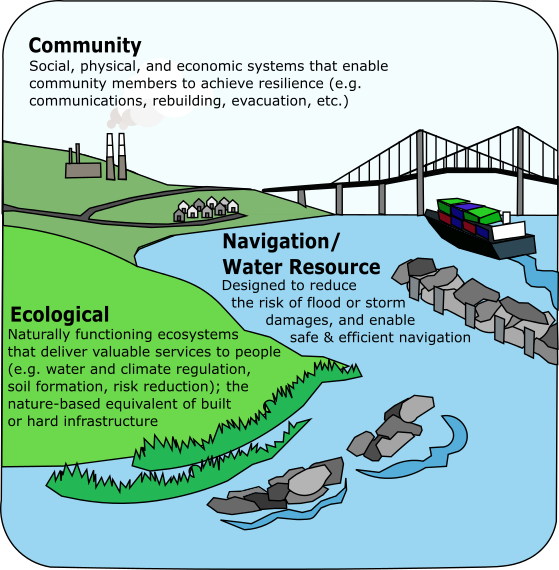 Community
Social, physical, and economic systems that enable
community members to achieve resilience (e.g.
communications, rebuilding, evacuation, etc.)
Navigation/
Water Resource
Designed to reduce
the risk of flood or storm
damages, and enable
safe & efficient navigation
Ecological
Naturally functioning ecosystems
that deliver valuable services to people
(e.g. water and climate regulation,
soil formation, risk reduction); the
nature-based equivalent of built
or hard infrastructure